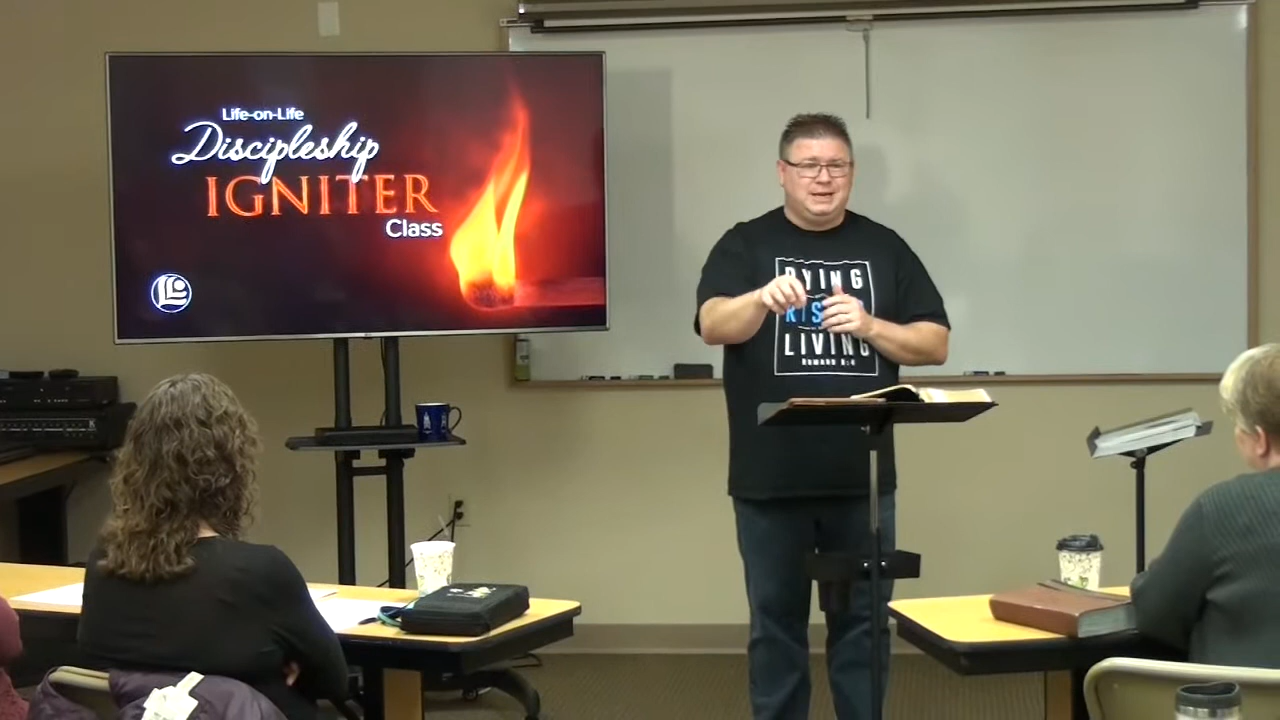 Life-on-Life
Discipleship
IGNITER
Class
DYING
LIVING